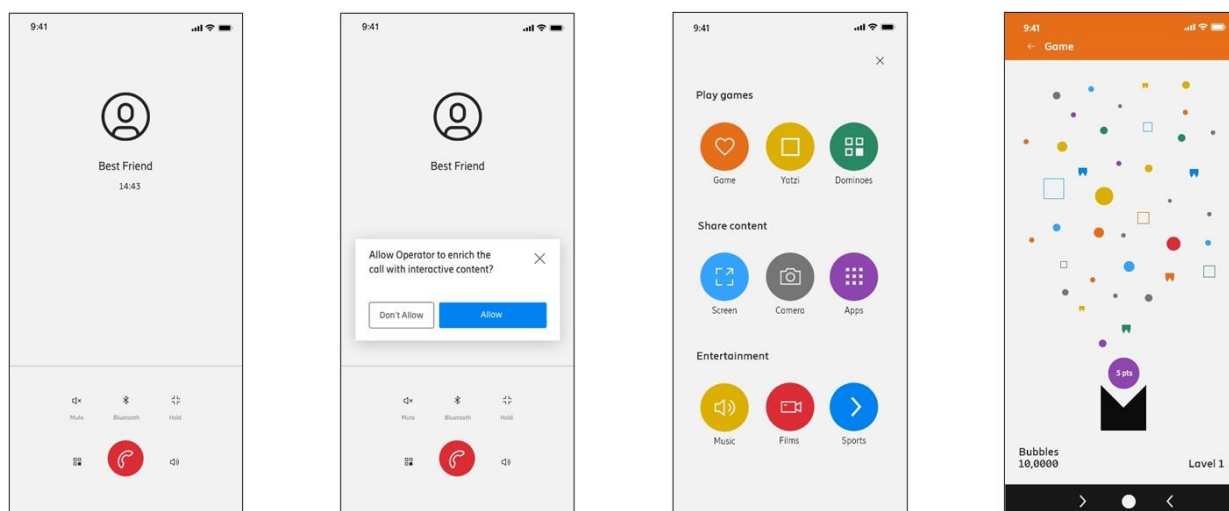 9:41
Best Friend
14:43
Mute Bluetooth Hold
9:41
Best Friend
Allow Operator to enrich the
call with interactive content?
Don't Allow Allow
Mute Bluetooth Hold
9:41
Play games
Game Yatzi Dominoes
Share content
Screen Camera Apps
Entertainment
Music Films Sports
9:41
Game
5 pts
Bubbles
10,0000 Lavel 1